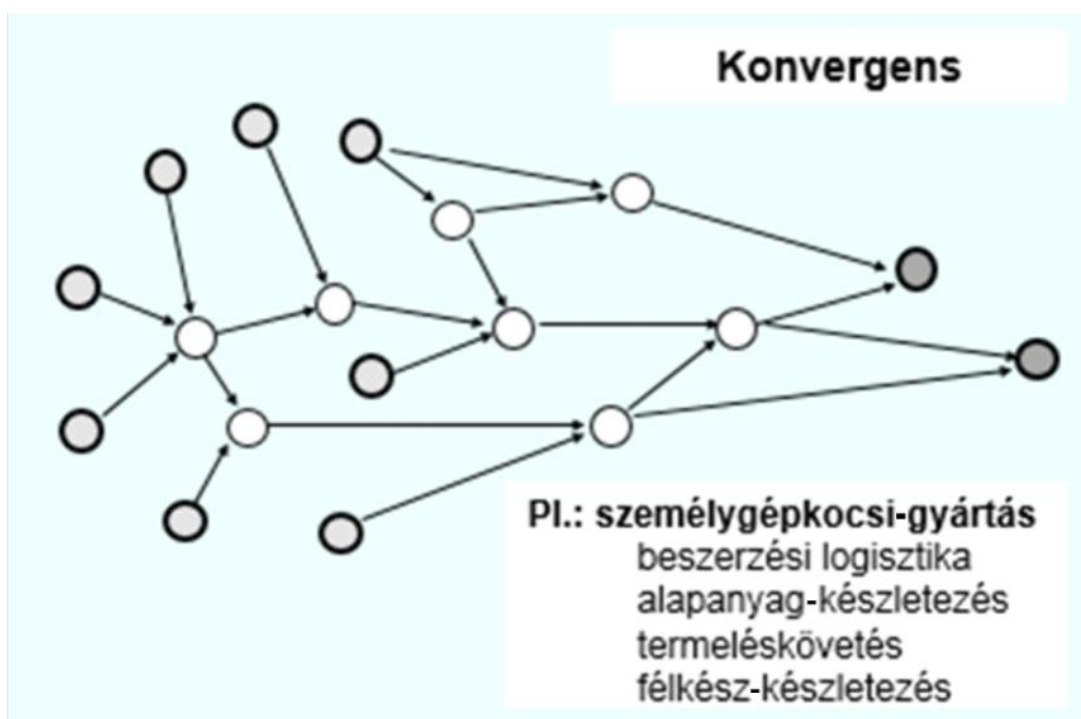 Konvergens
Pl.: személygépkocsi-gyártás
beszerzési logisztika
alapanyag-készletezés
termeléskövetés
félkész-készletezés